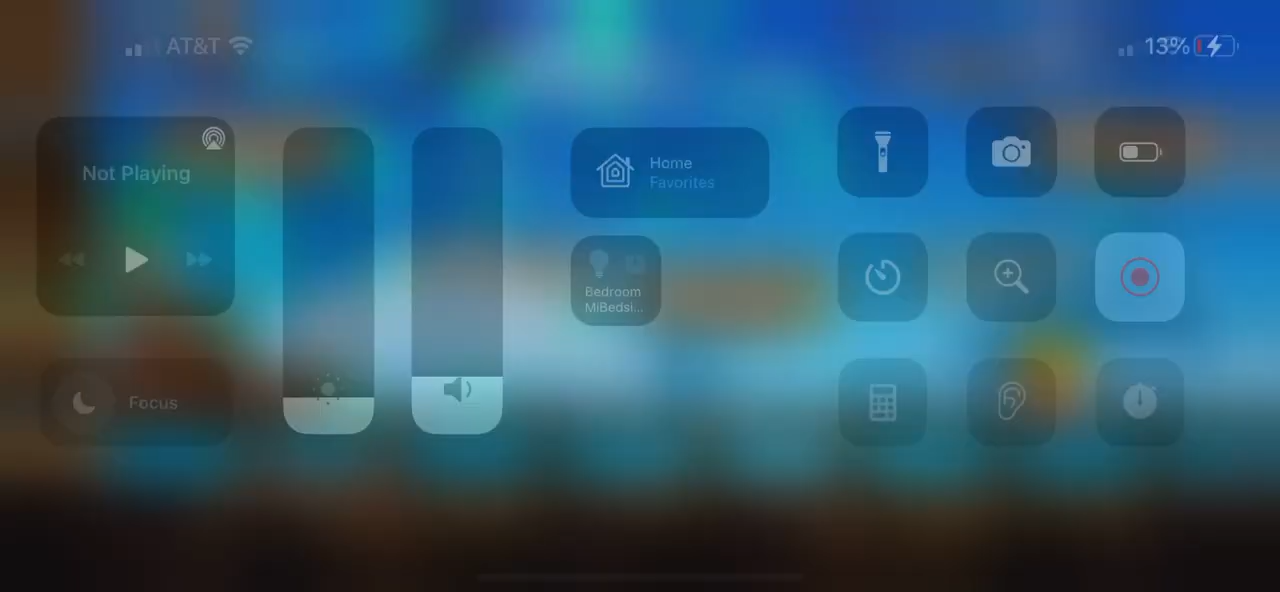 AT&T
13%
Not Playing
Home
Favorites
Bedroom
MiBedsi...
Focus